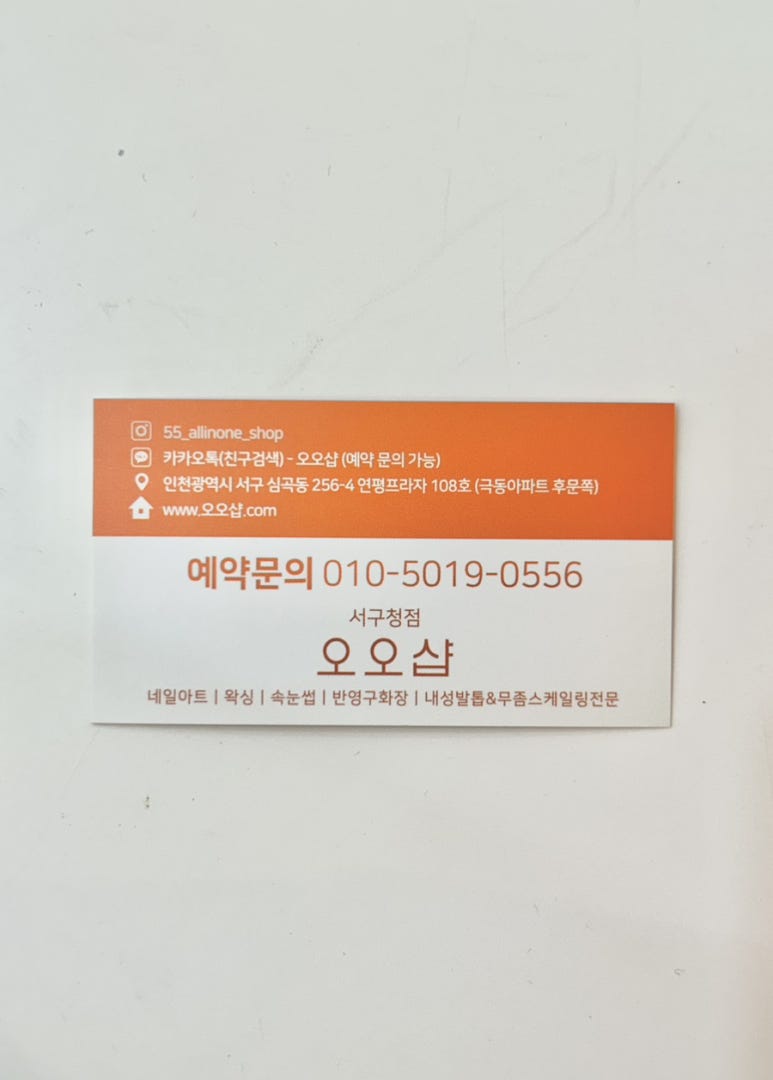 55_allinone_shop
카카오톡(친구검색) - 오오샵 (예약 문의 가능)
인천광역시 서구 심곡동 256-4 연평프라자 108호 (극동아파트 후문쪽)
www.오오샵.com
예약문의 010-5019-0556
서구청점
오오샵
네일아트 | 왁싱 | 속눈썹 | 반영구화장 | 내성발톱&무좀스케일링전문